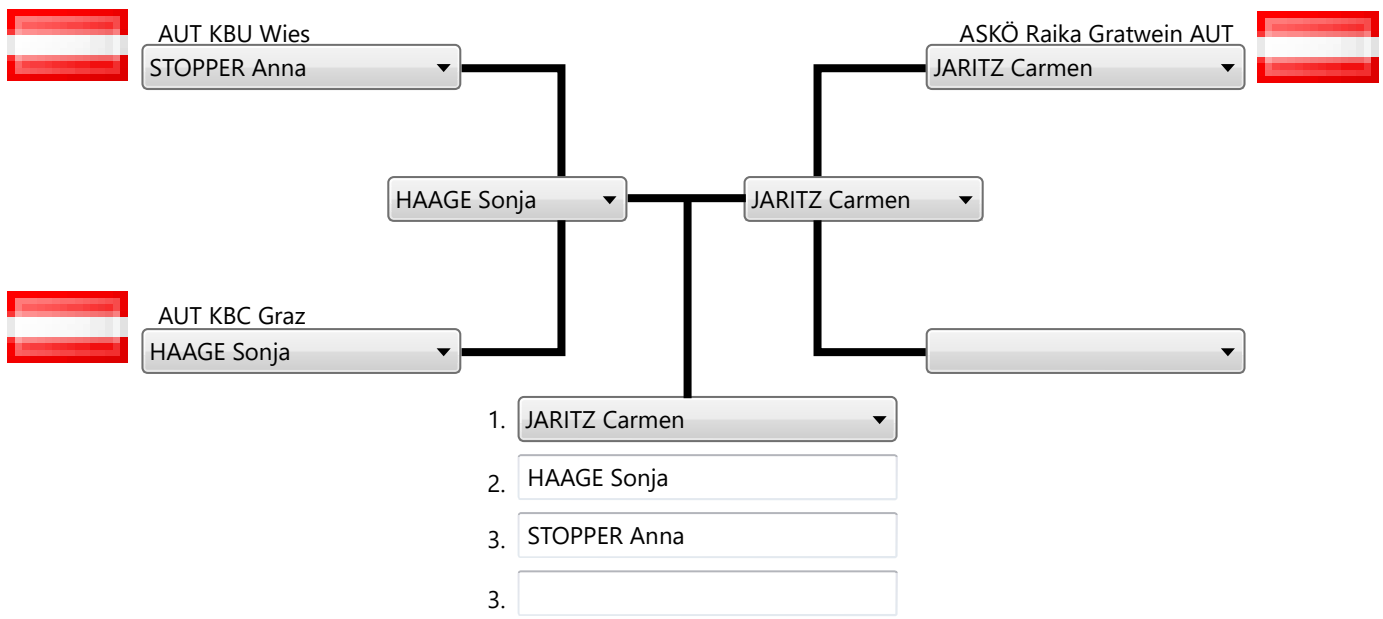 AUT KBU Wies
STOPPER Anna
ASKÖ Raika Gratwein AUT
JARITZ Carmen
HAAGE Sonja
JARITZ Carmen
AUT KBC Graz
HAAGE Sonja
1. JARITZ Carmen
2. HAAGE Sonja
3. STOPPER Anna
3.